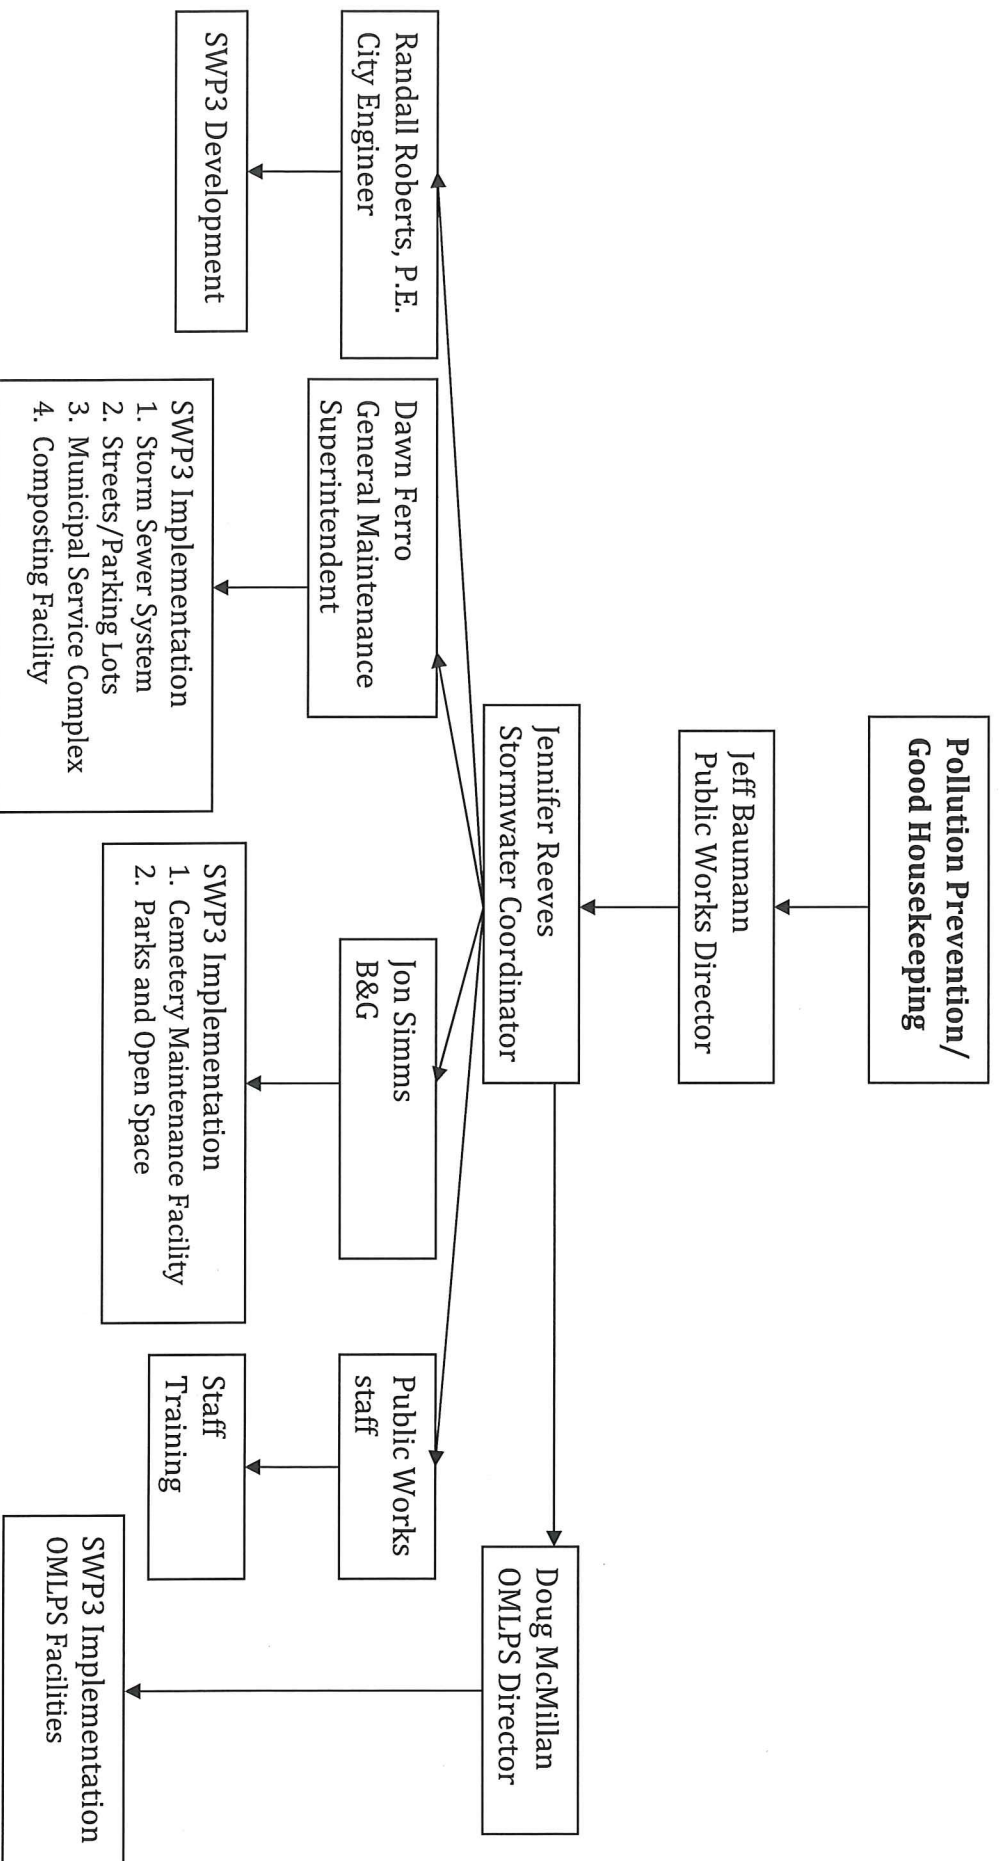 Pollution Prevention/
Good Housekeeping
Jeff Baumann
Public Works Director
Jennifer Reeves
Stormwater Coordinator
Doug McMillan
OMLPS Director
Randall Roberts, P.E.
City Engineer
Dawn Ferro
General Maintenance
Superintendent
Jon Simms
B&G
Public Works
staff
SWP3 Development
SWP3 Implementation
1. Storm Sewer System
2. Streets/Parking Lots
3. Municipal Service Complex
4. Composting Facility
SWP3 Implementation
1. Cemetery Maintenance Facility
2. Parks and Open Space
Staff
Training
SWP3 Implementation
OMLPS Facilities